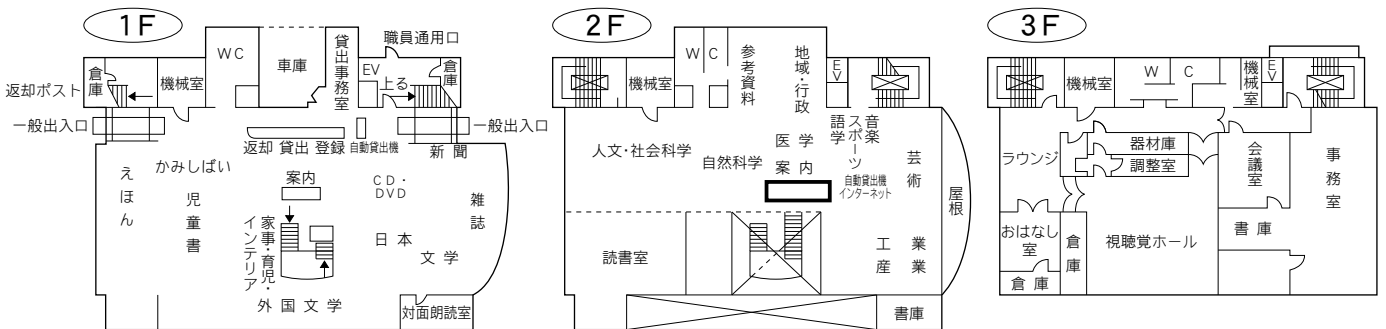 1F
職員通用口
WC
車庫
貸出事務室
EV
上る
倉庫
倉庫
機械室
返却ポスト
一般出入口
一般出入口
返却 貸出 登録 自動貸出機
新聞
かみしばい
えほん
児童書
案内
CD・
DVD
雑誌
家事・育児・
インテリア
日本
文学
外国文学
対面朗読室
2F
WC
参考資料
地域・行政
EV
機械室
人文・社会科学
自然科学
医学
案内
音楽
スポーツ
語学
自動貸出機
インターネット
芸術
屋根
読書室
工業
産業
書庫
3F
機械室
WC
機械室
EV
ラウンジ
器材庫
調整室
会議室
事務室
おはなし
室
倉庫
視聴覚ホール
書庫
倉庫